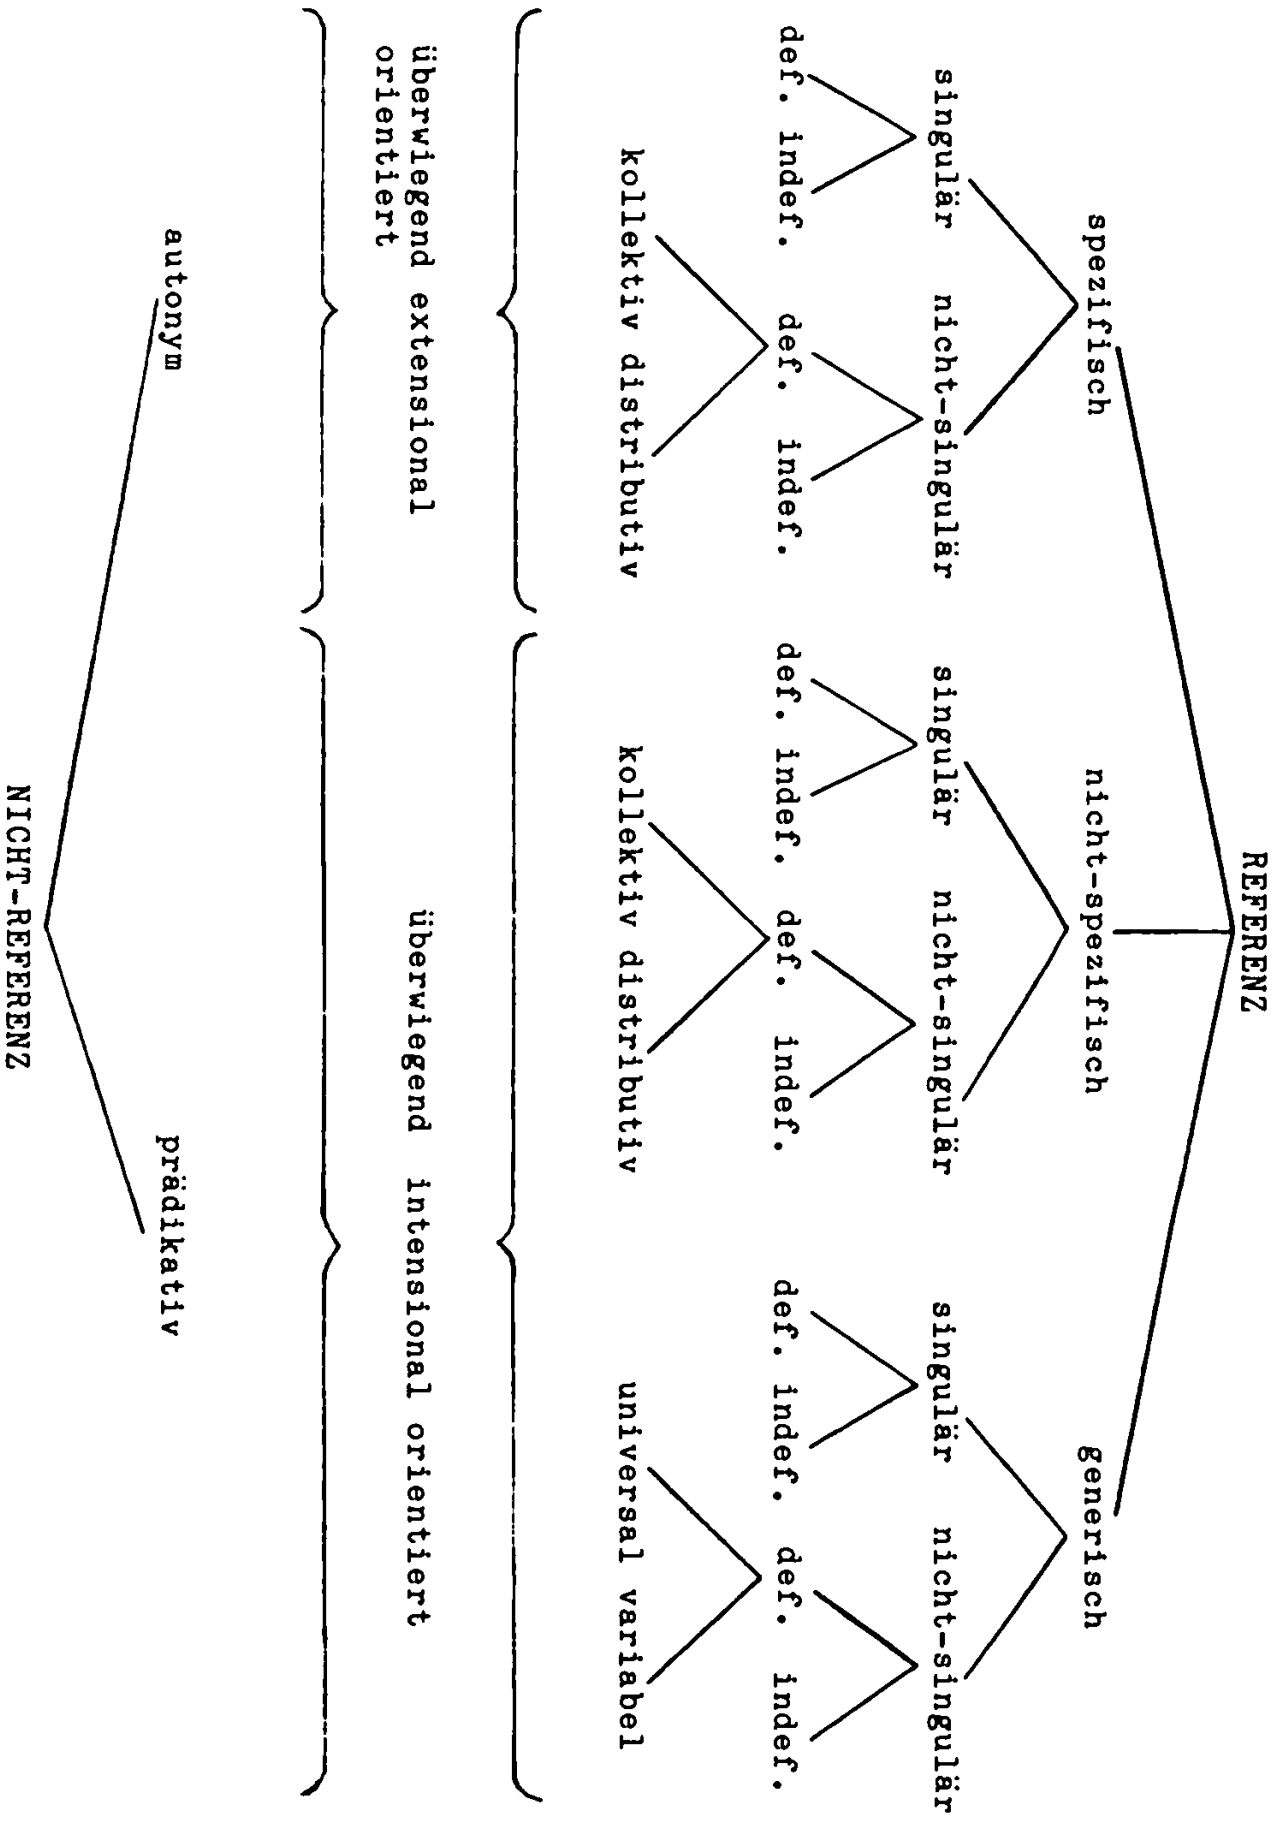 REFERENZ
spezifisch nicht-spezifisch generisch
singulär nicht-singulär singulär nicht-singulär singulär nicht-singulär
def. indef. def. indef. def. indef. def. indef. def. indef. def. indef.
kollektiv distributiv kollektiv distributiv universal variabel
überwiegend extensional
orientiert
überwiegend intensional orientiert
autonym prädikativ
NICHT-REFERENZ